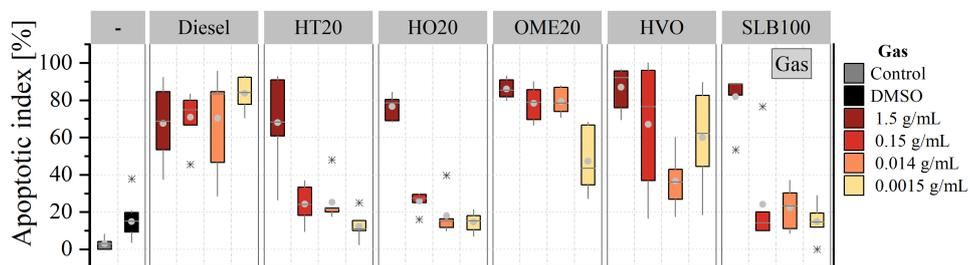 - Diesel HT20 HO20 OME20 HVO SLB100
Apoptotic index [%]
100
80
60
40
20
0
Gas
Gas
Control
DMSO
1.5 g/mL
0.15 g/mL
0.014 g/mL
0.0015 g/mL